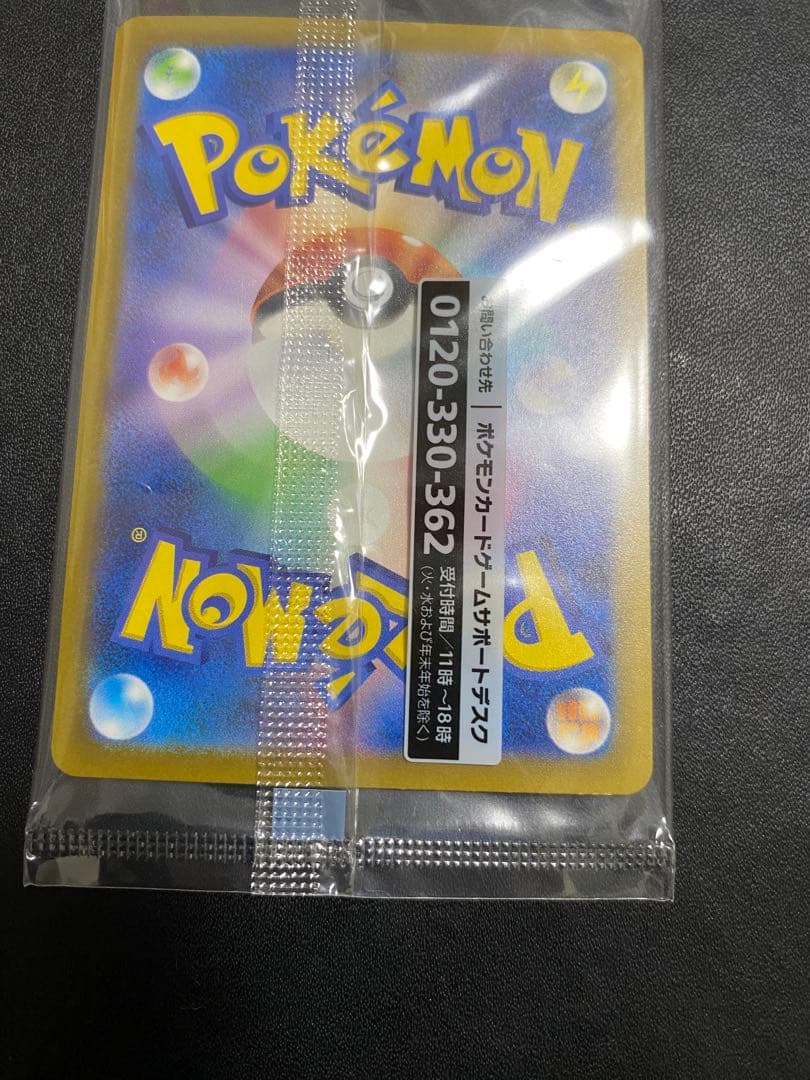 POKéMON
お問い合わせ先 | ポケモンカードゲームサポートデスク
0120-330-362
受付時間/11時〜18時
(火・水および年末年始を除く)
POKéMON
®